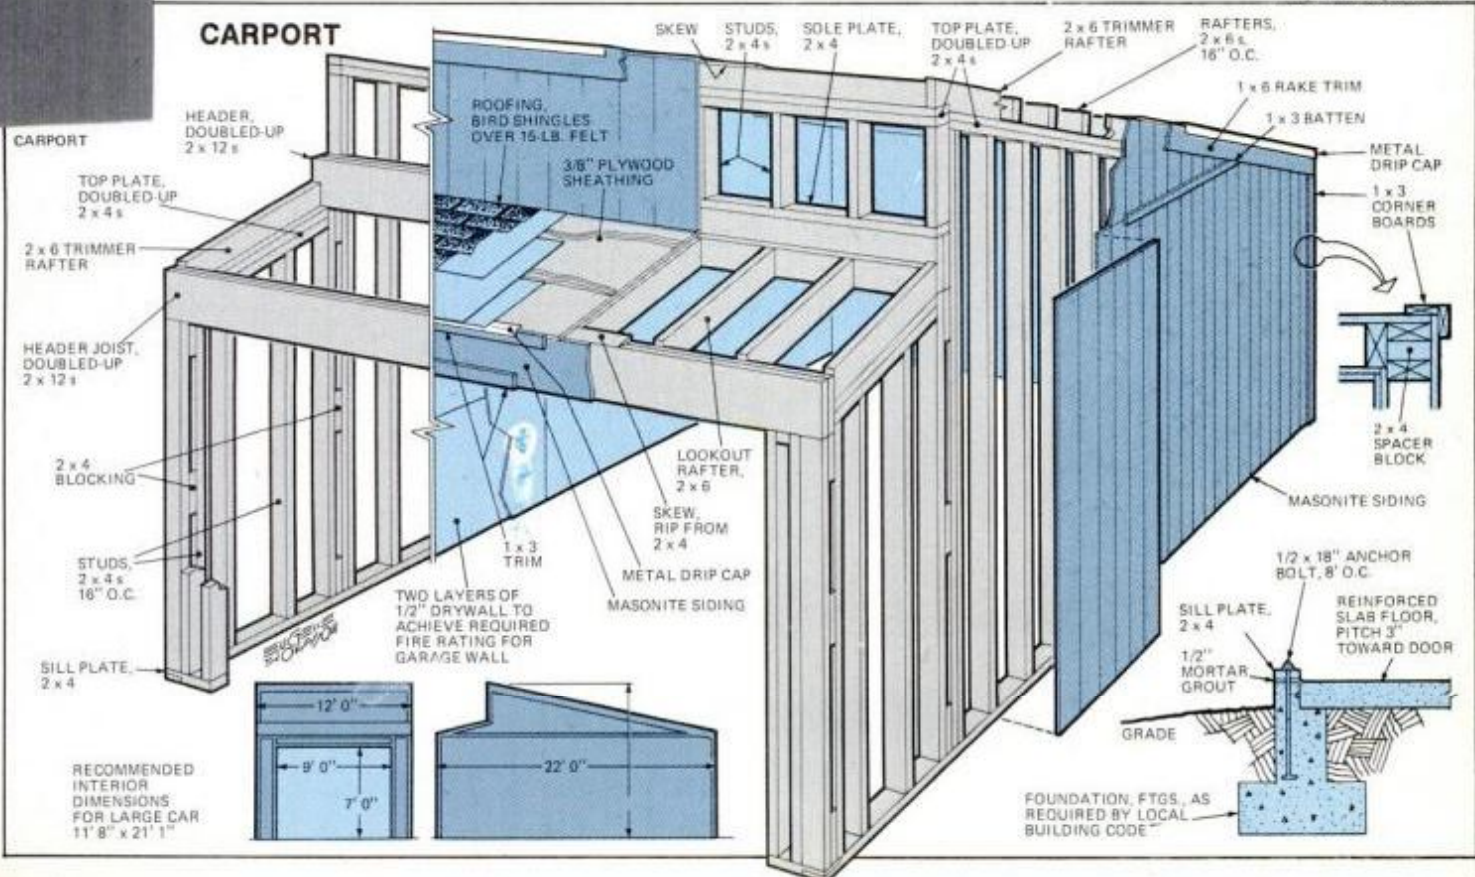 CARPORT
CARPORT
HEADER,
DOUBLED-UP
2 x 12 s
TOP PLATE,
DOUBLED-UP
2 x 4 s
2 x 6 TRIMMER
RAFTER
HEADER JOIST,
DOUBLED-UP
2 x 12 s
2 x 4
BLOCKING
STUDS,
2 x 4 s
16" O.C.
SILL PLATE,
2 x 4
ROOFING,
BIRD SHINGLES
OVER 15-LB. FELT
3/8" PLYWOOD
SHEATHING
SKEW
STUDS,
2 x 4 s
SOLE PLATE,
2 x 4
TOP PLATE,
DOUBLED-UP
2 x 4 s
2 x 6 TRIMMER
RAFTER
RAFTERS,
2 x 6 s,
16" O.C.
1 x 6 RAKE TRIM
1 x 3 BATTEN
METAL
DRIP CAP
1 x 3
CORNER
BOARDS
2 x 4
SPACER
BLOCK
MASONITE SIDING
LOOKOUT
RAFTER,
2 x 6
SKEW,
RIP FROM
2 x 4
1 x 3
TRIM
METAL DRIP CAP
MASONITE SIDING
TWO LAYERS OF
1/2" DRYWALL TO
ACHIEVE REQUIRED
FIRE RATING FOR
GARAGE WALL
1/2 x 18" ANCHOR
BOLT, 8' O.C.
SILL PLATE,
2 x 4
REINFORCED
SLAB FLOOR,
PITCH 3"
TOWARD DOOR
1/2"
MORTAR
GROUT
GRADE
FOUNDATION, FTGS., AS
REQUIRED BY LOCAL
BUILDING CODE
RECOMMENDED
INTERIOR
DIMENSIONS
FOR LARGE CAR
11' 8" x 21' 1"
12' 0"
9' 0"
7' 0"
22' 0"